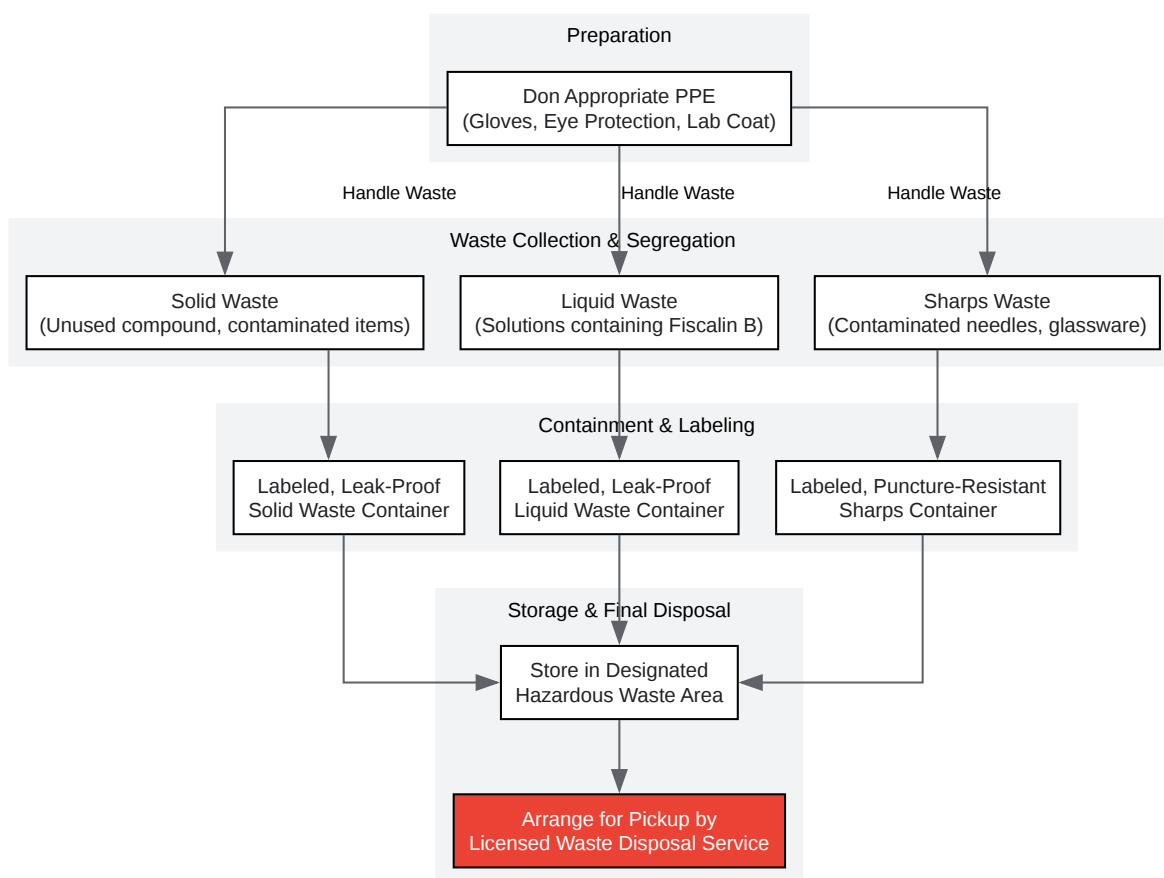 Preparation
Don Appropriate PPE
(Gloves, Eye Protection, Lab Coat)
Handle Waste
Handle Waste
Handle Waste
Waste Collection & Segregation
Solid Waste
(Unused compound, contaminated items)
Liquid Waste
(Solutions containing Fiscalin B)
Sharps Waste
(Contaminated needles, glassware)
Containment & Labeling
Labeled, Leak-Proof
Solid Waste Container
Labeled, Leak-Proof
Liquid Waste Container
Labeled, Puncture-Resistant
Sharps Container
Storage & Final Disposal
Store in Designated
Hazardous Waste Area
Arrange for Pickup by
Licensed Waste Disposal Service